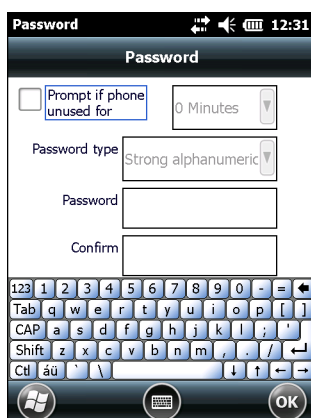 Password 12:31
Password
Prompt if phone
unused for
0 Minutes
Password type
Strong alphanumeric
Password
Confirm
123 1 2 3 4 5 6 7 8 9 0 - = 
Tab q w e r t y u i o p [ ]
CAP a s d f g h j k l ; '
Shift z x c v b n m , . / ↵
Ctl áü ` \ ↓ ↑ ← →
OK